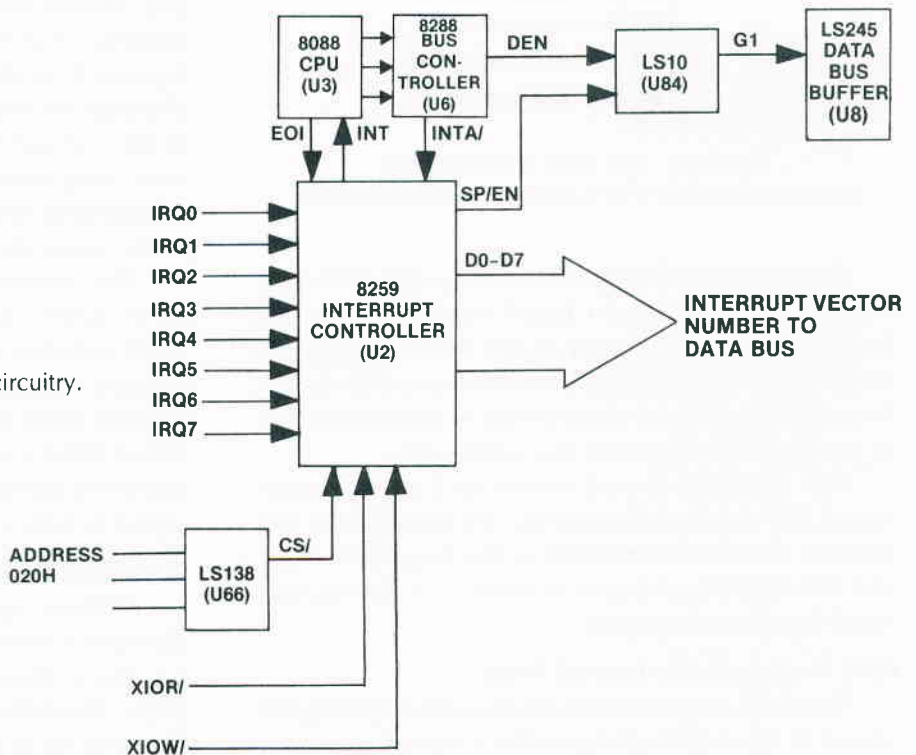 8088
CPU
(U3)
8288
BUS
CON-
TROLLER
(U6)
DEN
LS10
(U84)
G1
LS245
DATA
BUS
BUFFER
(U8)
EOI
INT
INTA/
SP/EN
IRQ0
IRQ1
IRQ2
IRQ3
IRQ4
IRQ5
IRQ6
IRQ7
8259
INTERRUPT
CONTROLLER
(U2)
D0-D7
INTERRUPT VECTOR
NUMBER TO
DATA BUS
circuitry.
ADDRESS
020H
LS138
(U66)
CS/
XIOR/
XIOW/